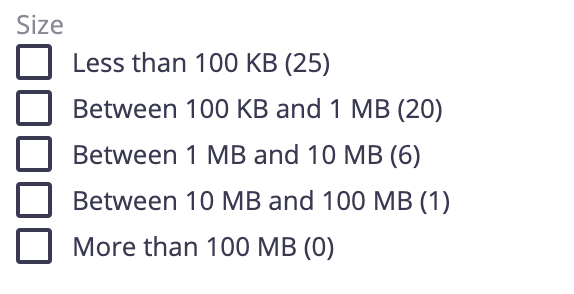 Size
Less than 100 KB (25)
Between 100 KB and 1 MB (20)
Between 1 MB and 10 MB (6)
Between 10 MB and 100 MB (1)
More than 100 MB (0)